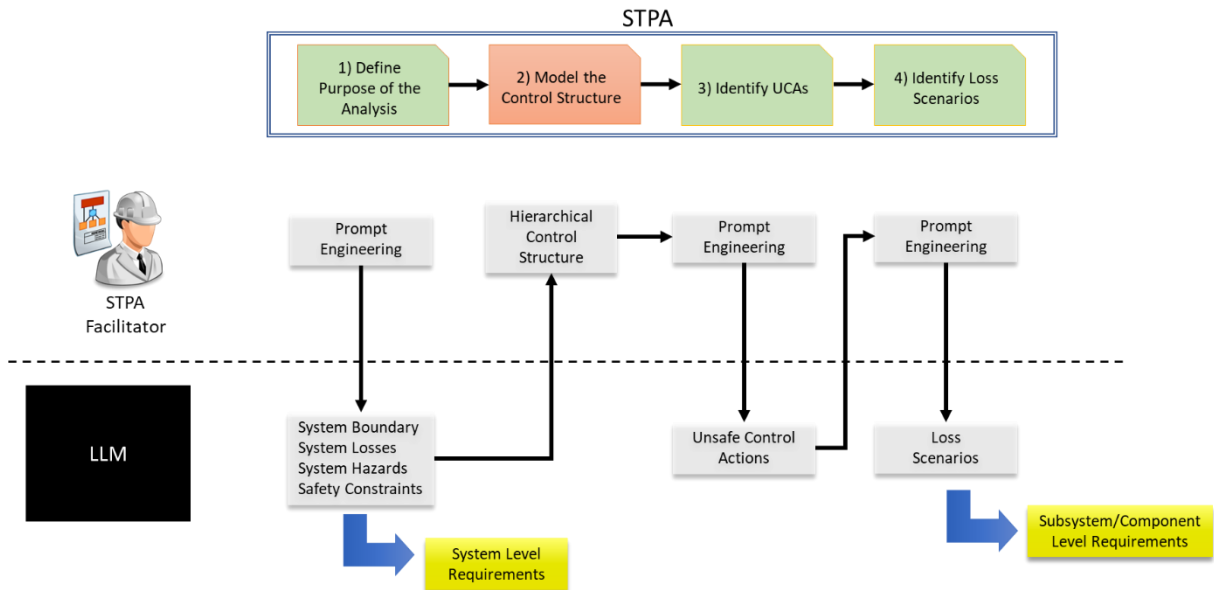 STPA
1) Define
Purpose of the
Analysis
2) Model the
Control Structure
3) Identify UCAs
4) Identify Loss
Scenarios
STPA
Facilitator
Prompt
Engineering
Hierarchical
Control
Structure
Prompt
Engineering
Prompt
Engineering
LLM
System Boundary
System Losses
System Hazards
Safety Constraints
Unsafe Control
Actions
Loss
Scenarios
System Level
Requirements
Subsystem/Component
Level Requirements